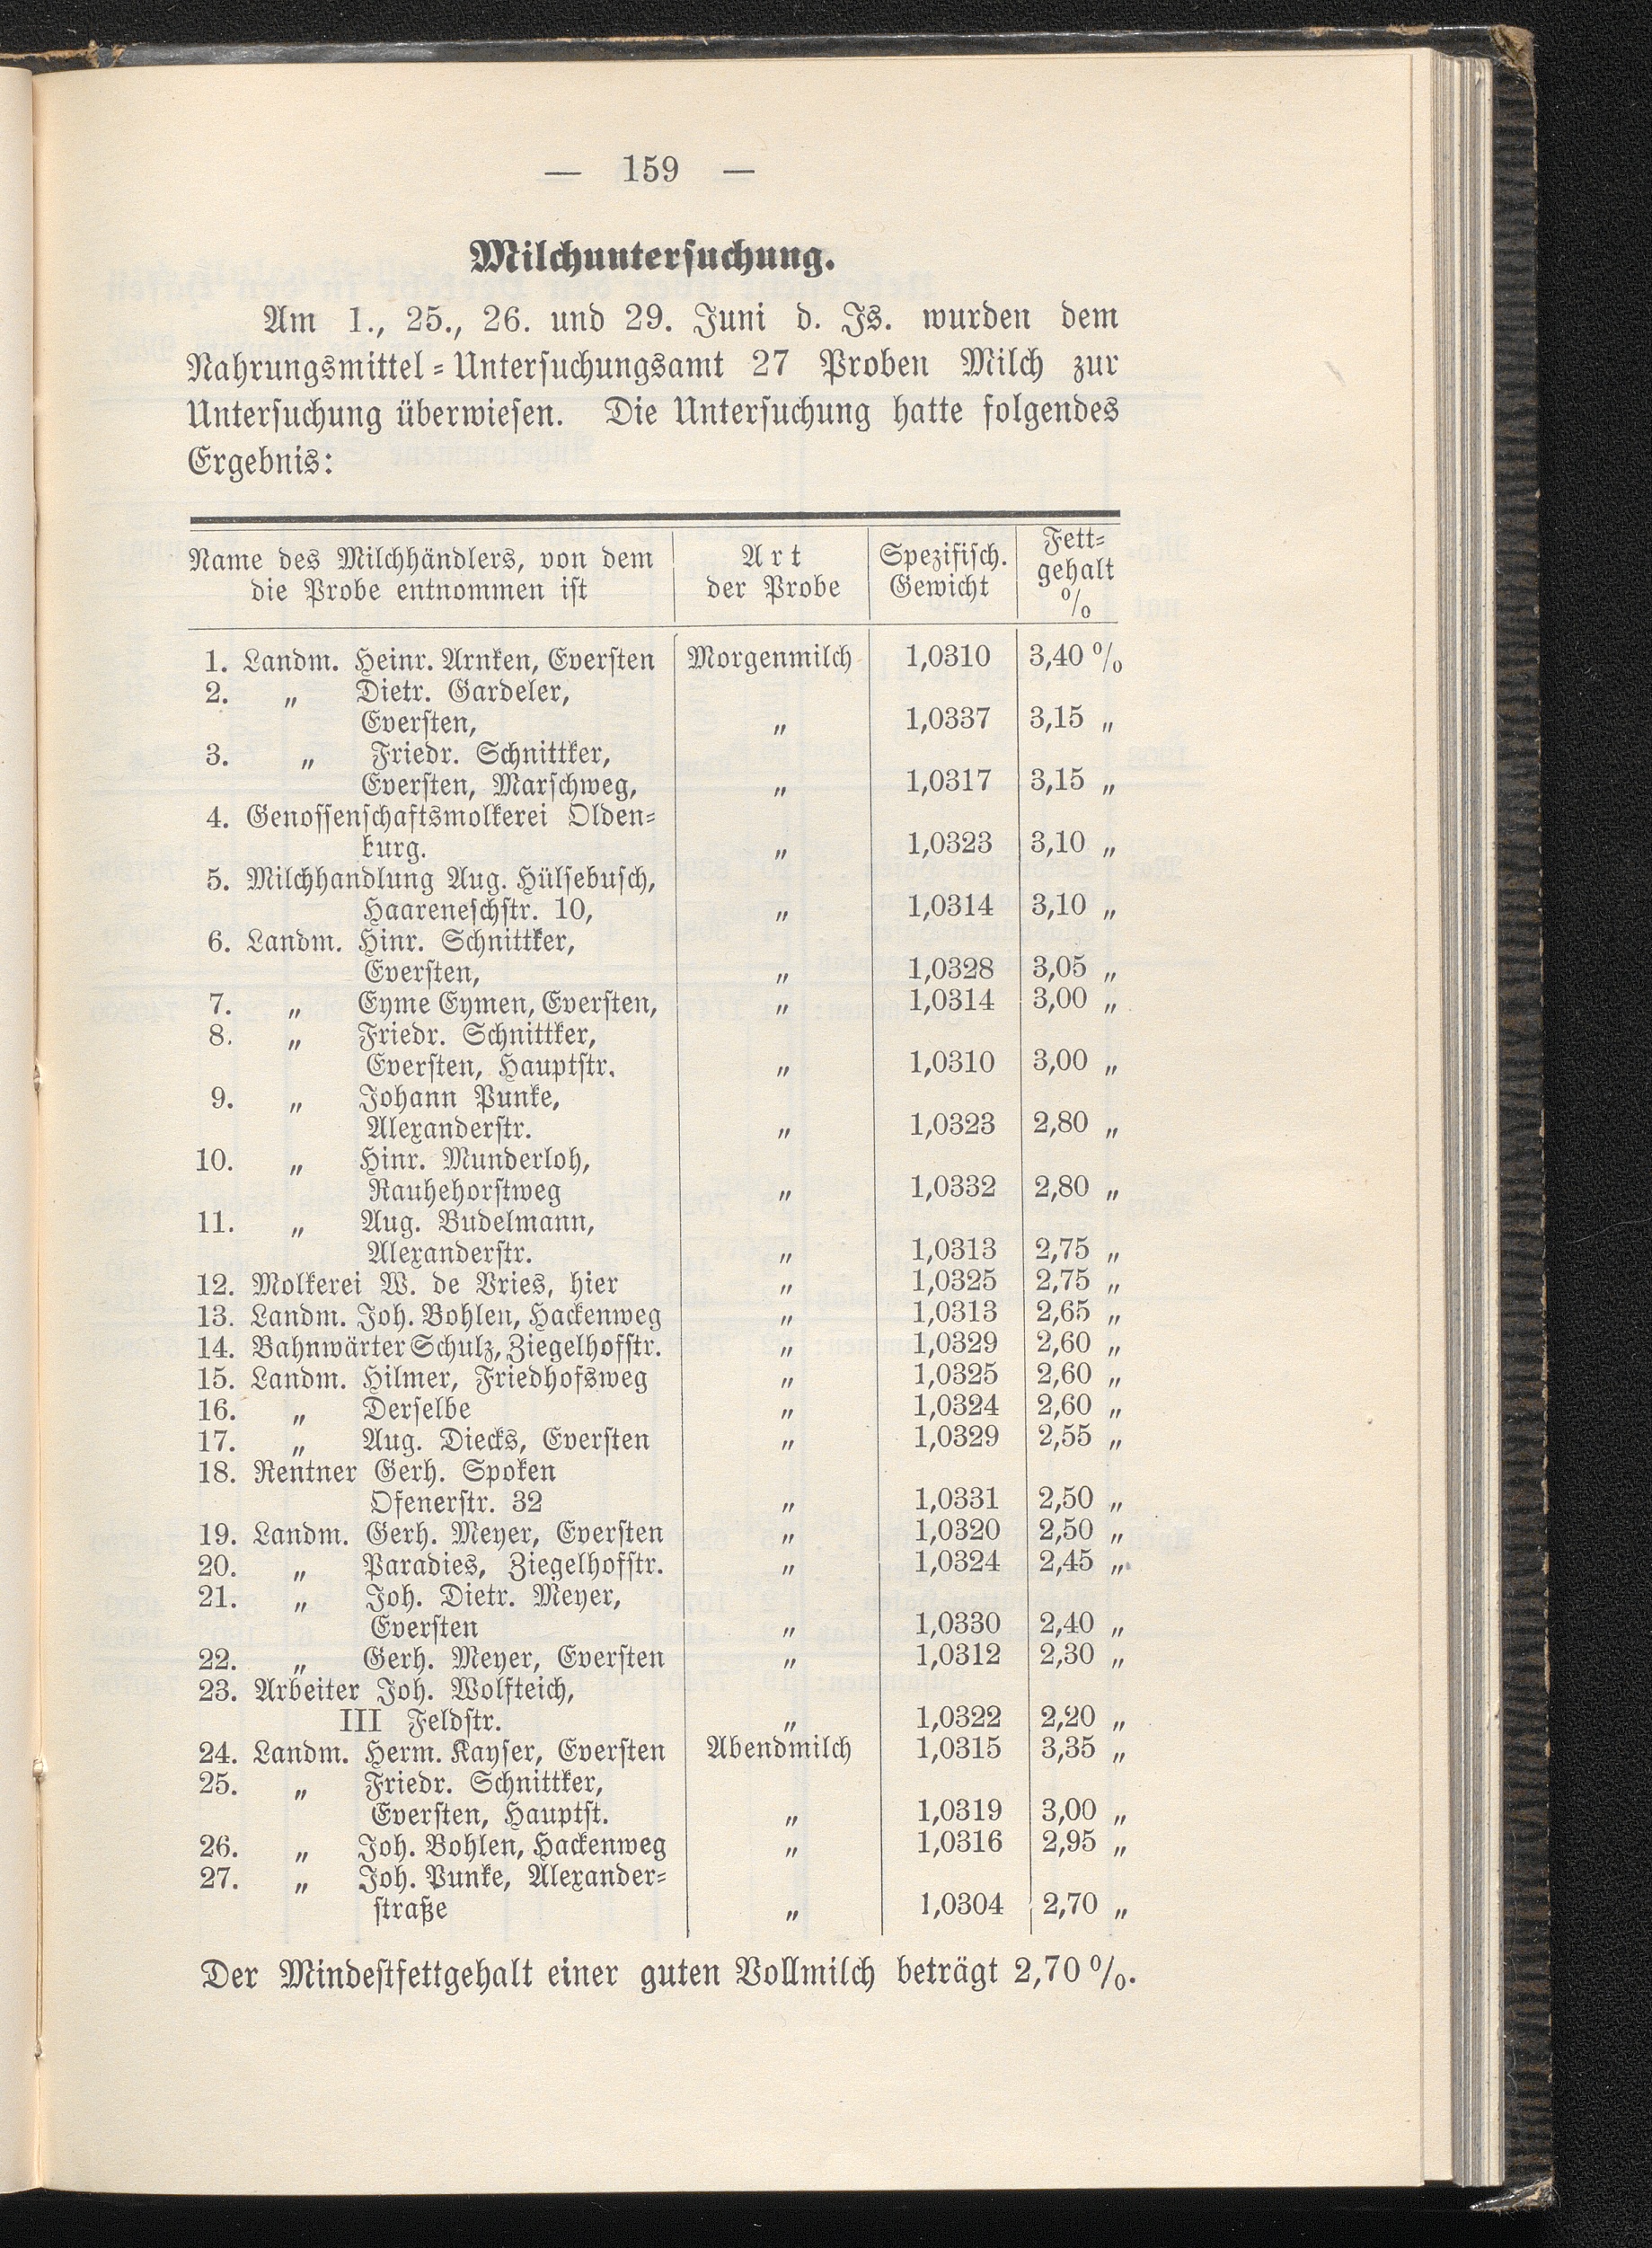 — 159 —
Milchuntersuchung.
Am 1., 25., 26. und 29. Juni d. Js. wurden dem
Nahrungsmittel=Untersuchungsamt 27 Proben Milch zur
Untersuchung überwiesen. Die Untersuchung hatte folgendes
Ergebnis:
Name des Milchhändlers, von dem die Probe entnommen ist | Art der Probe | Spezifisch. Gewicht | Fett=gehalt %
1. Landm. Heinr. Arnken, Eversten Morgenmilch 1,0310 3,40 %
2. „ Dietr. Gardeler,
Eversten, „ 1,0337 3,15 „
3. „ Friedr. Schnittker,
Eversten, Marschweg, „ 1,0317 3,15 „
4. Genossenschaftsmolkerei Olden=
burg. „ 1,0323 3,10 „
5. Milchhandlung Aug. Hülsebusch,
Haareneschstr. 10, „ 1,0314 3,10 „
6. Landm. Hinr. Schnittker,
Eversten, „ 1,0328 3,05 „
7. „ Eyme Eymen, Eversten, „ 1,0314 3,00 „
8. „ Friedr. Schnittker,
Eversten, Hauptstr. „ 1,0310 3,00 „
9. „ Johann Punke,
Alexanderstr. „ 1,0323 2,80 „
10. „ Hinr. Munderloh,
Rauhehorstweg „ 1,0332 2,80 „
11. „ Aug. Budelmann,
Alexanderstr. „ 1,0313 2,75 „
12. Molkerei W. de Vries, hier „ 1,0325 2,75 „
13. Landm. Joh. Bohlen, Hackenweg „ 1,0313 2,65 „
14. Bahnwärter Schulz, Ziegelhofstr. „ 1,0329 2,60 „
15. Landm. Hilmer, Friedhofsweg „ 1,0325 2,60 „
16. „ Derselbe „ 1,0324 2,60 „
17. „ Aug. Diecks, Eversten „ 1,0329 2,55 „
18. Rentner Gerh. Spoken
Ofenerstr. 32 „ 1,0331 2,50 „
19. Landm. Gerh. Meyer, Eversten „ 1,0320 2,50 „
20. „ Paradies, Ziegelhofstr. „ 1,0324 2,45 „
21. „ Joh. Dietr. Meyer,
Eversten „ 1,0330 2,40 „
22. „ Gerh. Meyer, Eversten „ 1,0312 2,30 „
23. Arbeiter Joh. Wolfteich,
III Feldstr. „ 1,0322 2,20 „
24. Landm. Herm. Kayser, Eversten Abendmilch 1,0315 3,35 „
25. „ Friedr. Schnittker,
Eversten, Hauptst. „ 1,0319 3,00 „
26. „ Joh. Bohlen, Hackenweg „ 1,0316 2,95 „
27. „ Joh. Punke, Alexander=
straße „ 1,0304 2,70 „
Der Mindestfettgehalt einer guten Vollmilch beträgt 2,70 %.